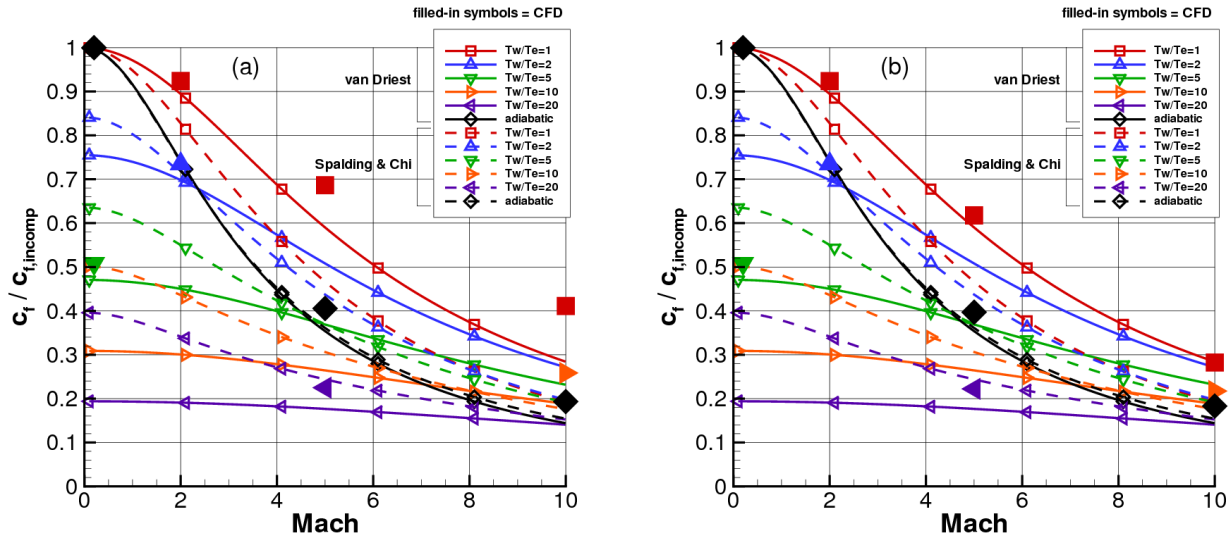 filled-in symbols = CFD
(a)
van Driest
Spalding & Chi
Tw/Te=1
Tw/Te=2
Tw/Te=5
Tw/Te=10
Tw/Te=20
adiabatic
Tw/Te=1
Tw/Te=2
Tw/Te=5
Tw/Te=10
Tw/Te=20
adiabatic
1
0.9
0.8
0.7
0.6
0.5
0.4
0.3
0.2
0.1
0
c_f / c_f,incomp
0 2 4 6 8 10
Mach
filled-in symbols = CFD
(b)
van Driest
Spalding & Chi
Tw/Te=1
Tw/Te=2
Tw/Te=5
Tw/Te=10
Tw/Te=20
adiabatic
Tw/Te=1
Tw/Te=2
Tw/Te=5
Tw/Te=10
Tw/Te=20
adiabatic
1
0.9
0.8
0.7
0.6
0.5
0.4
0.3
0.2
0.1
0
c_f / c_f,incomp
0 2 4 6 8 10
Mach